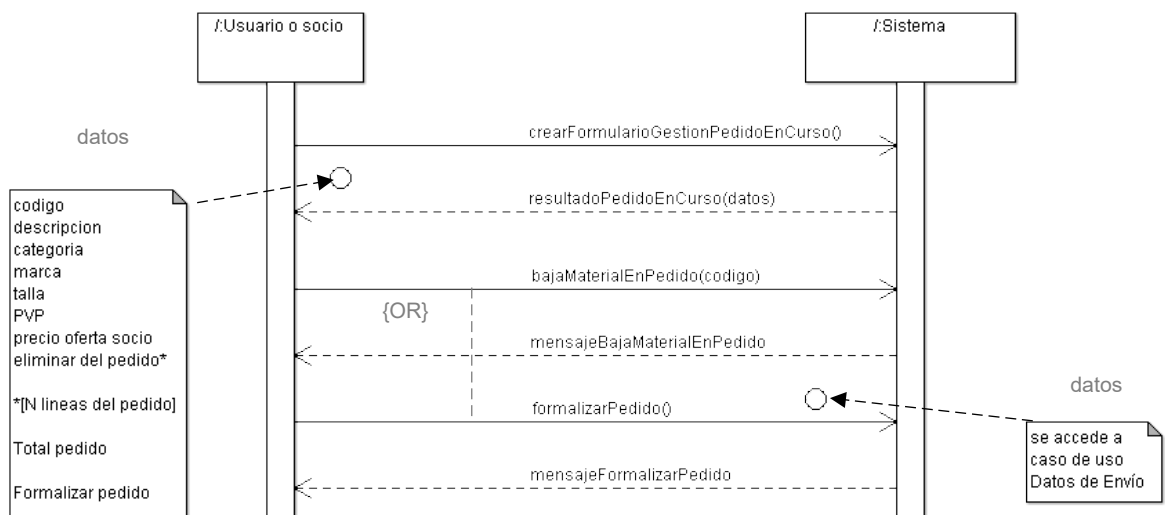 /:Usuario o socio
/:Sistema
crearFormularioGestionPedidoEnCurso()
datos
codigo
descripcion
categoria
marca
talla
PVP
precio oferta socio
eliminar del pedido*
*[N lineas del pedido]
Total pedido
Formalizar pedido
resultadoPedidoEnCurso(datos)
bajaMaterialEnPedido(codigo)
{OR}
mensajeBajaMaterialEnPedido
formalizarPedido()
datos
se accede a
caso de uso
Datos de Envío
mensajeFormalizarPedido